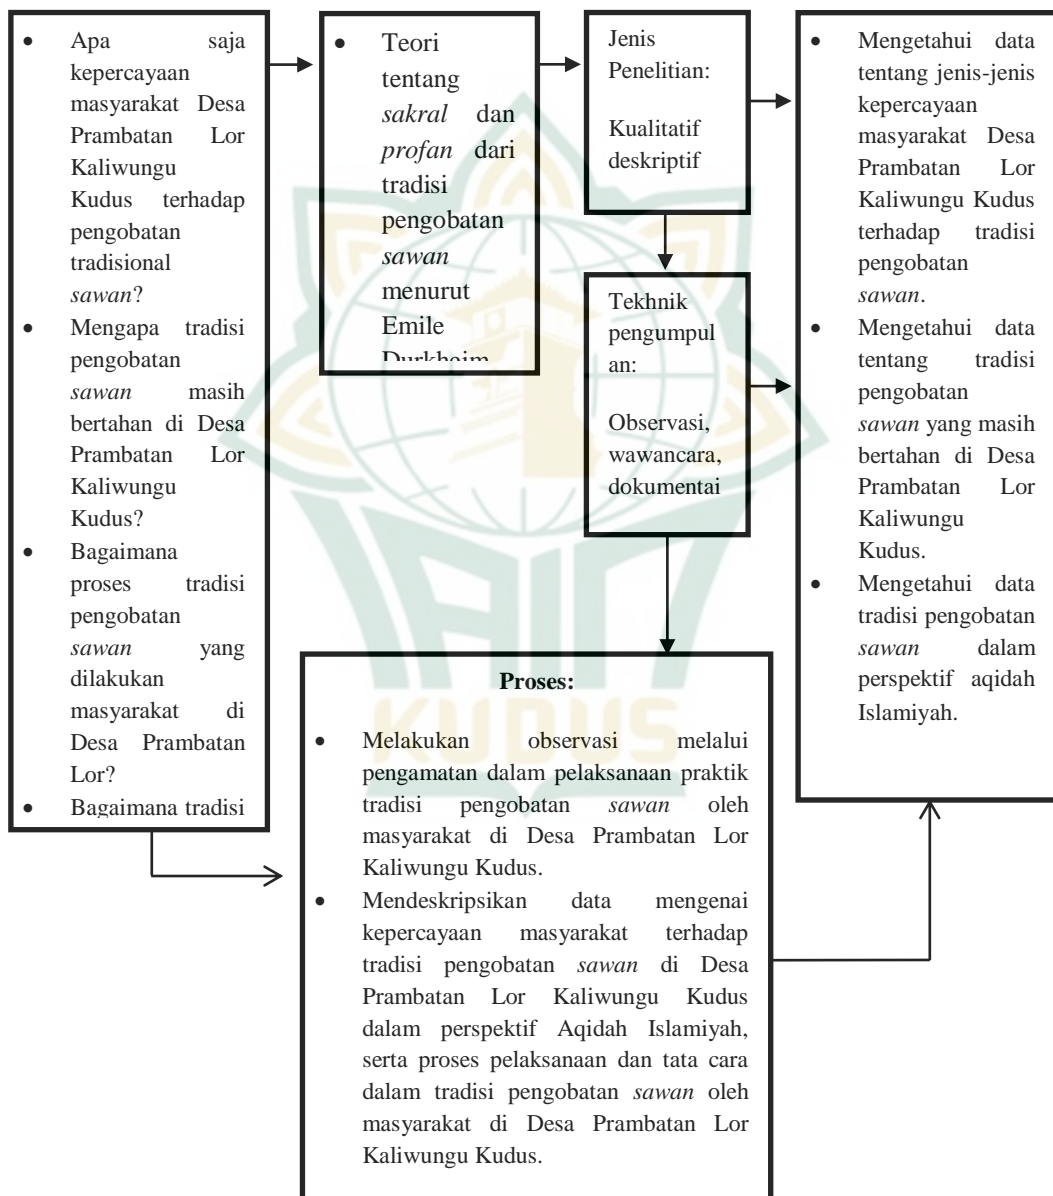 • Apa saja
kepercayaan
masyarakat Desa
Prambatan Lor
Kaliwungu
Kudus terhadap
pengobatan
tradisional
sawan?
• Mengapa tradisi
pengobatan
sawan masih
bertahan di Desa
Prambatan Lor
Kaliwungu
Kudus?
• Bagaimana
proses tradisi
pengobatan
sawan yang
dilakukan
masyarakat di
Desa Prambatan
Lor?
• Bagaimana tradisi
• Teori
tentang
sakral dan
profan dari
tradisi
pengobatan
sawan
menurut
Emile
Durkheim
Jenis
Penelitian:
Kualitatif
deskriptif
Tekhnik
pengumpul
an:
Observasi,
wawancara,
dokumentai
• Mengetahui data
tentang jenis-jenis
kepercayaan
masyarakat Desa
Prambatan Lor
Kaliwungu Kudus
terhadap tradisi
pengobatan
sawan.
• Mengetahui data
tentang tradisi
pengobatan
sawan yang masih
bertahan di Desa
Prambatan Lor
Kaliwungu
Kudus.
• Mengetahui data
tradisi pengobatan
sawan dalam
perspektif aqidah
Islamiyah.
Proses:
• Melakukan observasi melalui
pengamatan dalam pelaksanaan praktik
tradisi pengobatan sawan oleh
masyarakat di Desa Prambatan Lor
Kaliwungu Kudus.
• Mendeskripsikan data mengenai
kepercayaan masyarakat terhadap
tradisi pengobatan sawan di Desa
Prambatan Lor Kaliwungu Kudus
dalam perspektif Aqidah Islamiyah,
serta proses pelaksanaan dan tata cara
dalam tradisi pengobatan sawan oleh
masyarakat di Desa Prambatan Lor
Kaliwungu Kudus.
IAIN
KUDUS